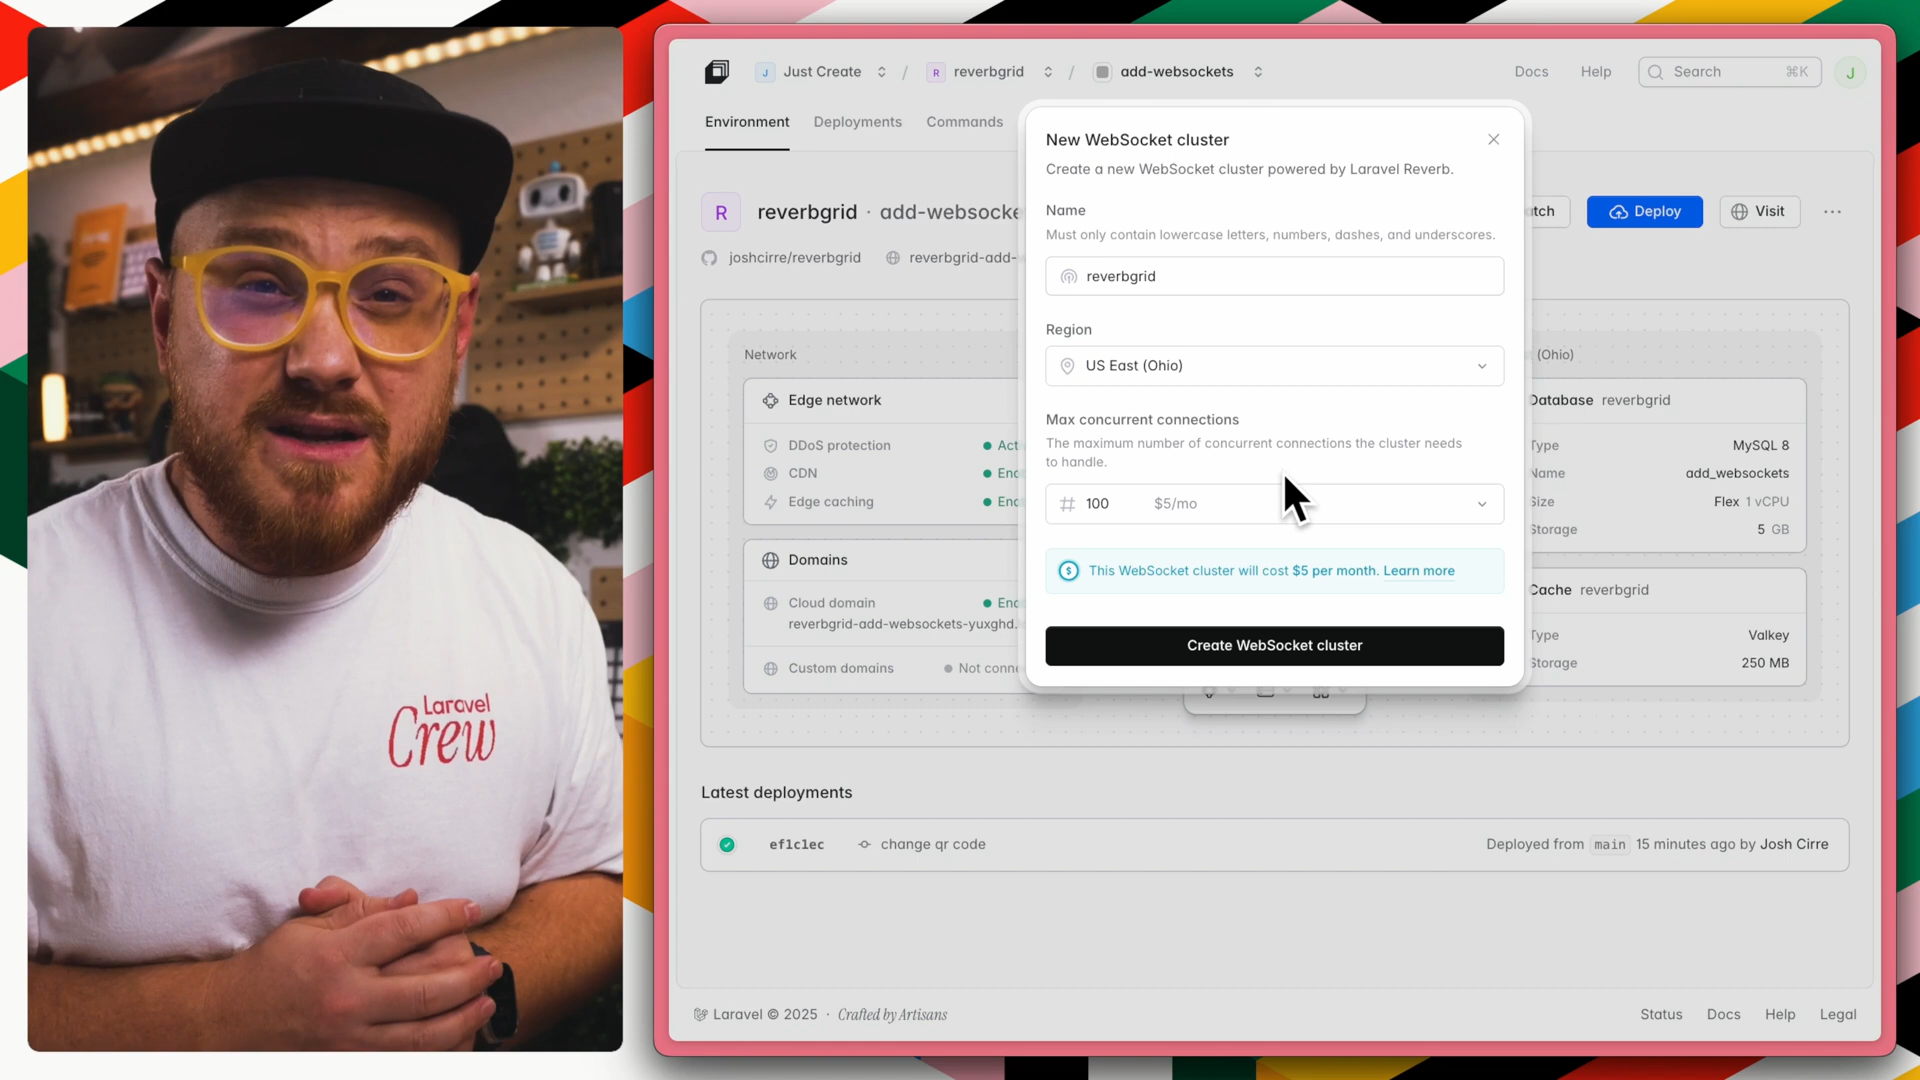 Laravel
Crew
J Just Create / R reverbgrid / add-websockets
Docs Help Search ⌘K J
Environment Deployments Commands
R reverbgrid · add-websocke
tch Deploy Visit ...
joshcirre/reverbgrid reverbgrid-add-
New WebSocket cluster
Create a new WebSocket cluster powered by Laravel Reverb.
Name
Must only contain lowercase letters, numbers, dashes, and underscores.
reverbgrid
Region
US East (Ohio)
Max concurrent connections
The maximum number of concurrent connections the cluster needs
to handle.
# 100 $5/mo
$ This WebSocket cluster will cost $5 per month. Learn more
Create WebSocket cluster
Network
Edge network
DDoS protection Act
CDN Ena
Edge caching Ena
Domains
Cloud domain Ena
reverbgrid-add-websockets-yuxghd.
Custom domains Not conne
(Ohio)
Database reverbgrid
Type MySQL 8
Name add_websockets
Size Flex 1 vCPU
Storage 5 GB
Cache reverbgrid
Type Valkey
Storage 250 MB
Latest deployments
ef1c1ec change qr code Deployed from main 15 minutes ago by Josh Cirre
Laravel © 2025 · Crafted by Artisans
Status Docs Help Legal